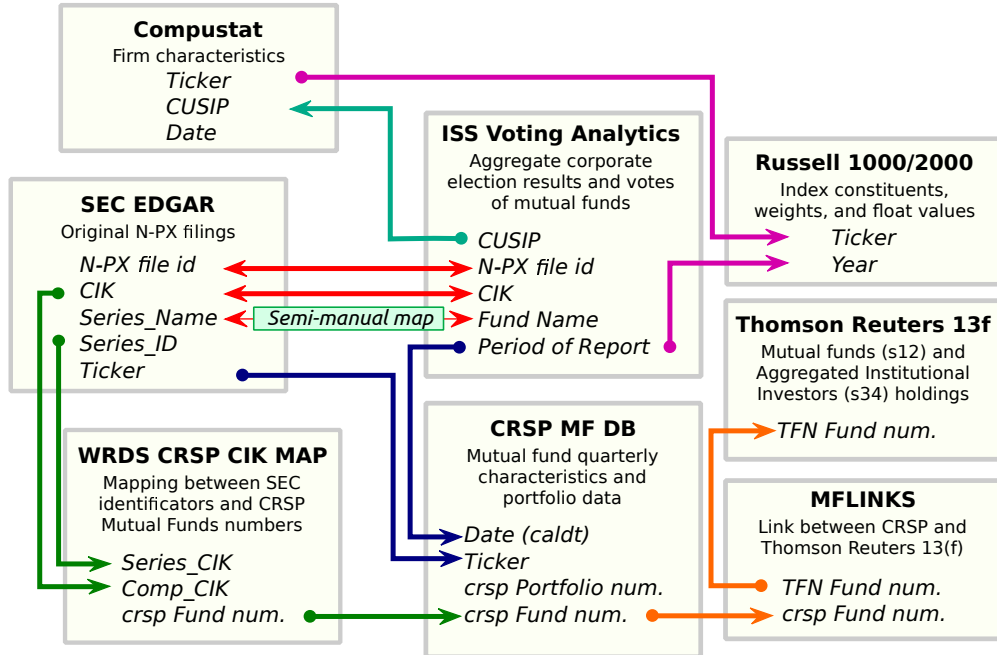 Compustat
Firm characteristics
Ticker
CUSIP
Date
ISS Voting Analytics
Aggregate corporate
election results and votes
of mutual funds
CUSIP
N-PX file id
CIK
Fund Name
Period of Report
Russell 1000/2000
Index constituents,
weights, and float values
Ticker
Year
SEC EDGAR
Original N-PX filings
N-PX file id
CIK
Series_Name
Series_ID
Ticker
Semi-manual map
Thomson Reuters 13f
Mutual funds (s12) and
Aggregated Institutional
Investors (s34) holdings
TFN Fund num.
WRDS CRSP CIK MAP
Mapping between SEC
identificators and CRSP
Mutual Funds numbers
Series_CIK
Comp_CIK
crsp Fund num.
CRSP MF DB
Mutual fund quarterly
characteristics and
portfolio data
Date (caldt)
Ticker
crsp Portfolio num.
crsp Fund num.
MFLINKS
Link between CRSP and
Thomson Reuters 13(f)
TFN Fund num.
crsp Fund num.